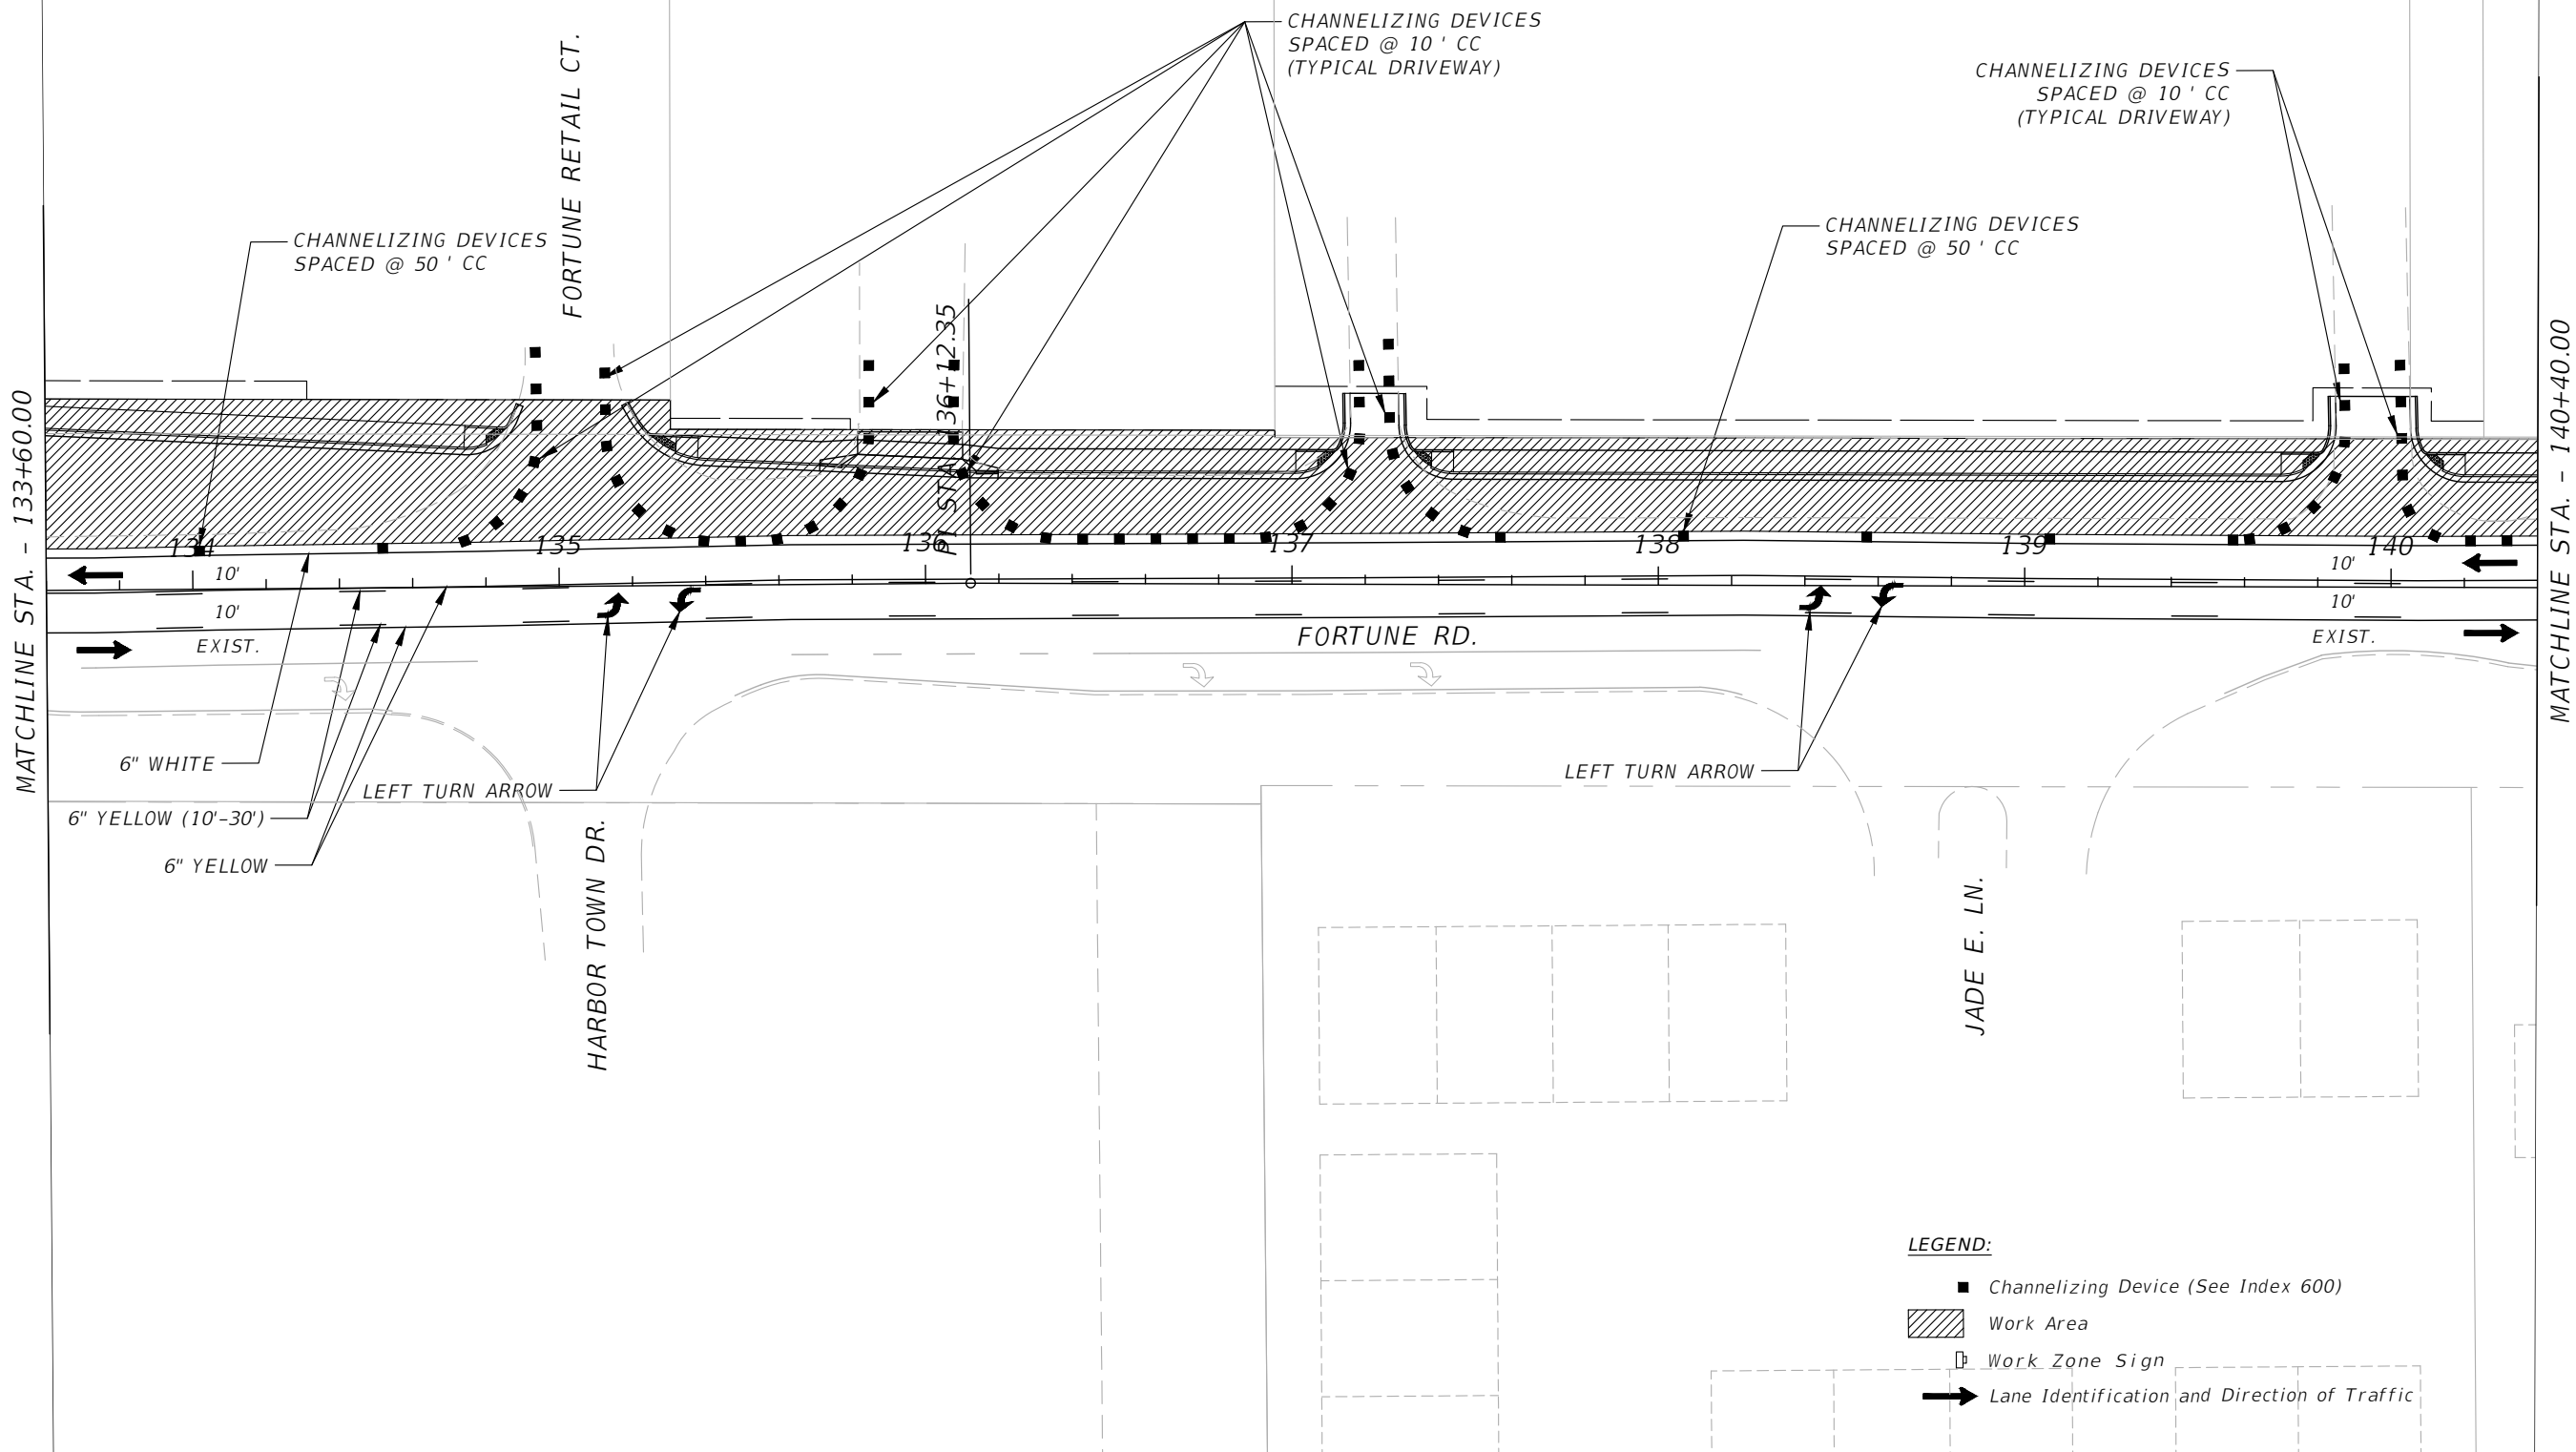 CHANNELIZING DEVICES
SPACED @ 10 ' CC
(TYPICAL DRIVEWAY)
CHANNELIZING DEVICES
SPACED @ 10 ' CC
(TYPICAL DRIVEWAY)
FORTUNE RETAIL CT.
CHANNELIZING DEVICES
SPACED @ 50 ' CC
CHANNELIZING DEVICES
SPACED @ 50 ' CC
PI STA 136+12.35
MATCHLINE STA. - 133+60.00
MATCHLINE STA. - 140+40.00
134
135
136
137
138
139
140
10'
10'
10'
10'
EXIST.
FORTUNE RD.
EXIST.
6" WHITE
LEFT TURN ARROW
LEFT TURN ARROW
6" YELLOW (10'-30')
6" YELLOW
HARBOR TOWN DR.
JADE E. LN.
LEGEND:
Channelizing Device (See Index 600)
Work Area
Work Zone Sign
Lane Identification and Direction of Traffic